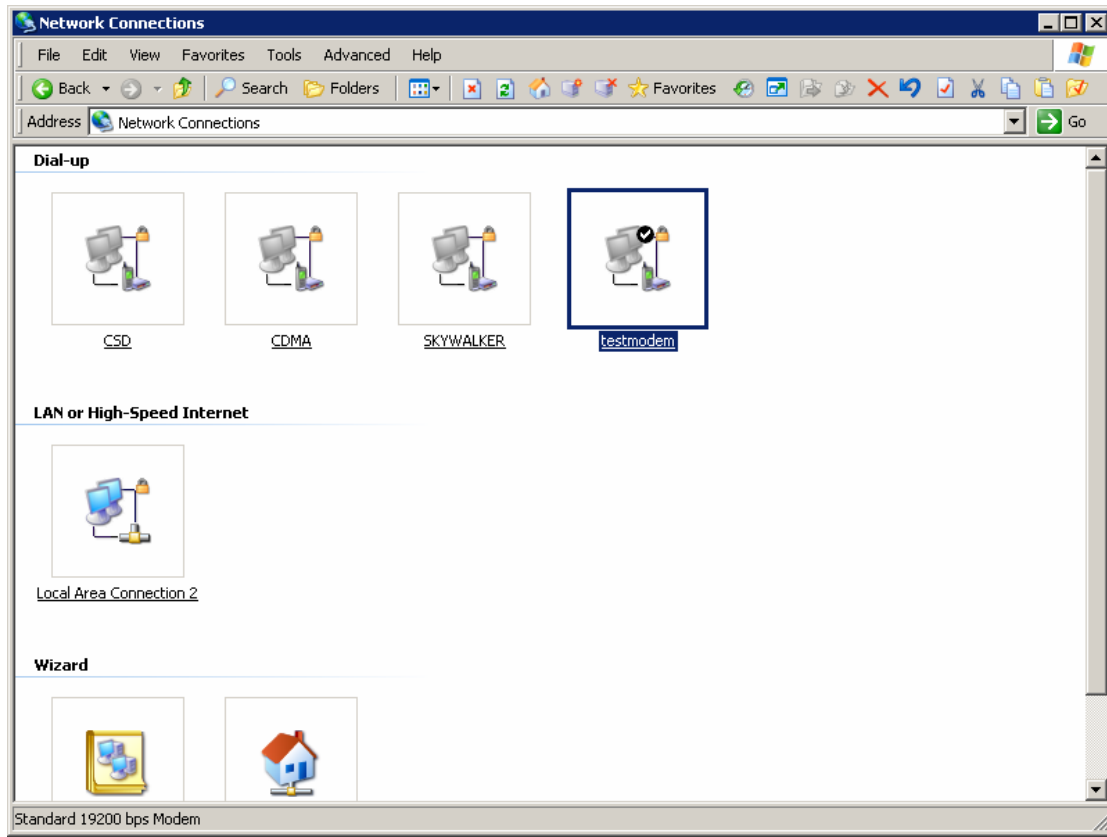 Network Connections
File Edit View Favorites Tools Advanced Help
Back Search Folders Favorites
Address Network Connections Go
Dial-up
CSD CDMA SKYWALKER testmodem
LAN or High-Speed Internet
Local Area Connection 2
Wizard
Standard 19200 bps Modem